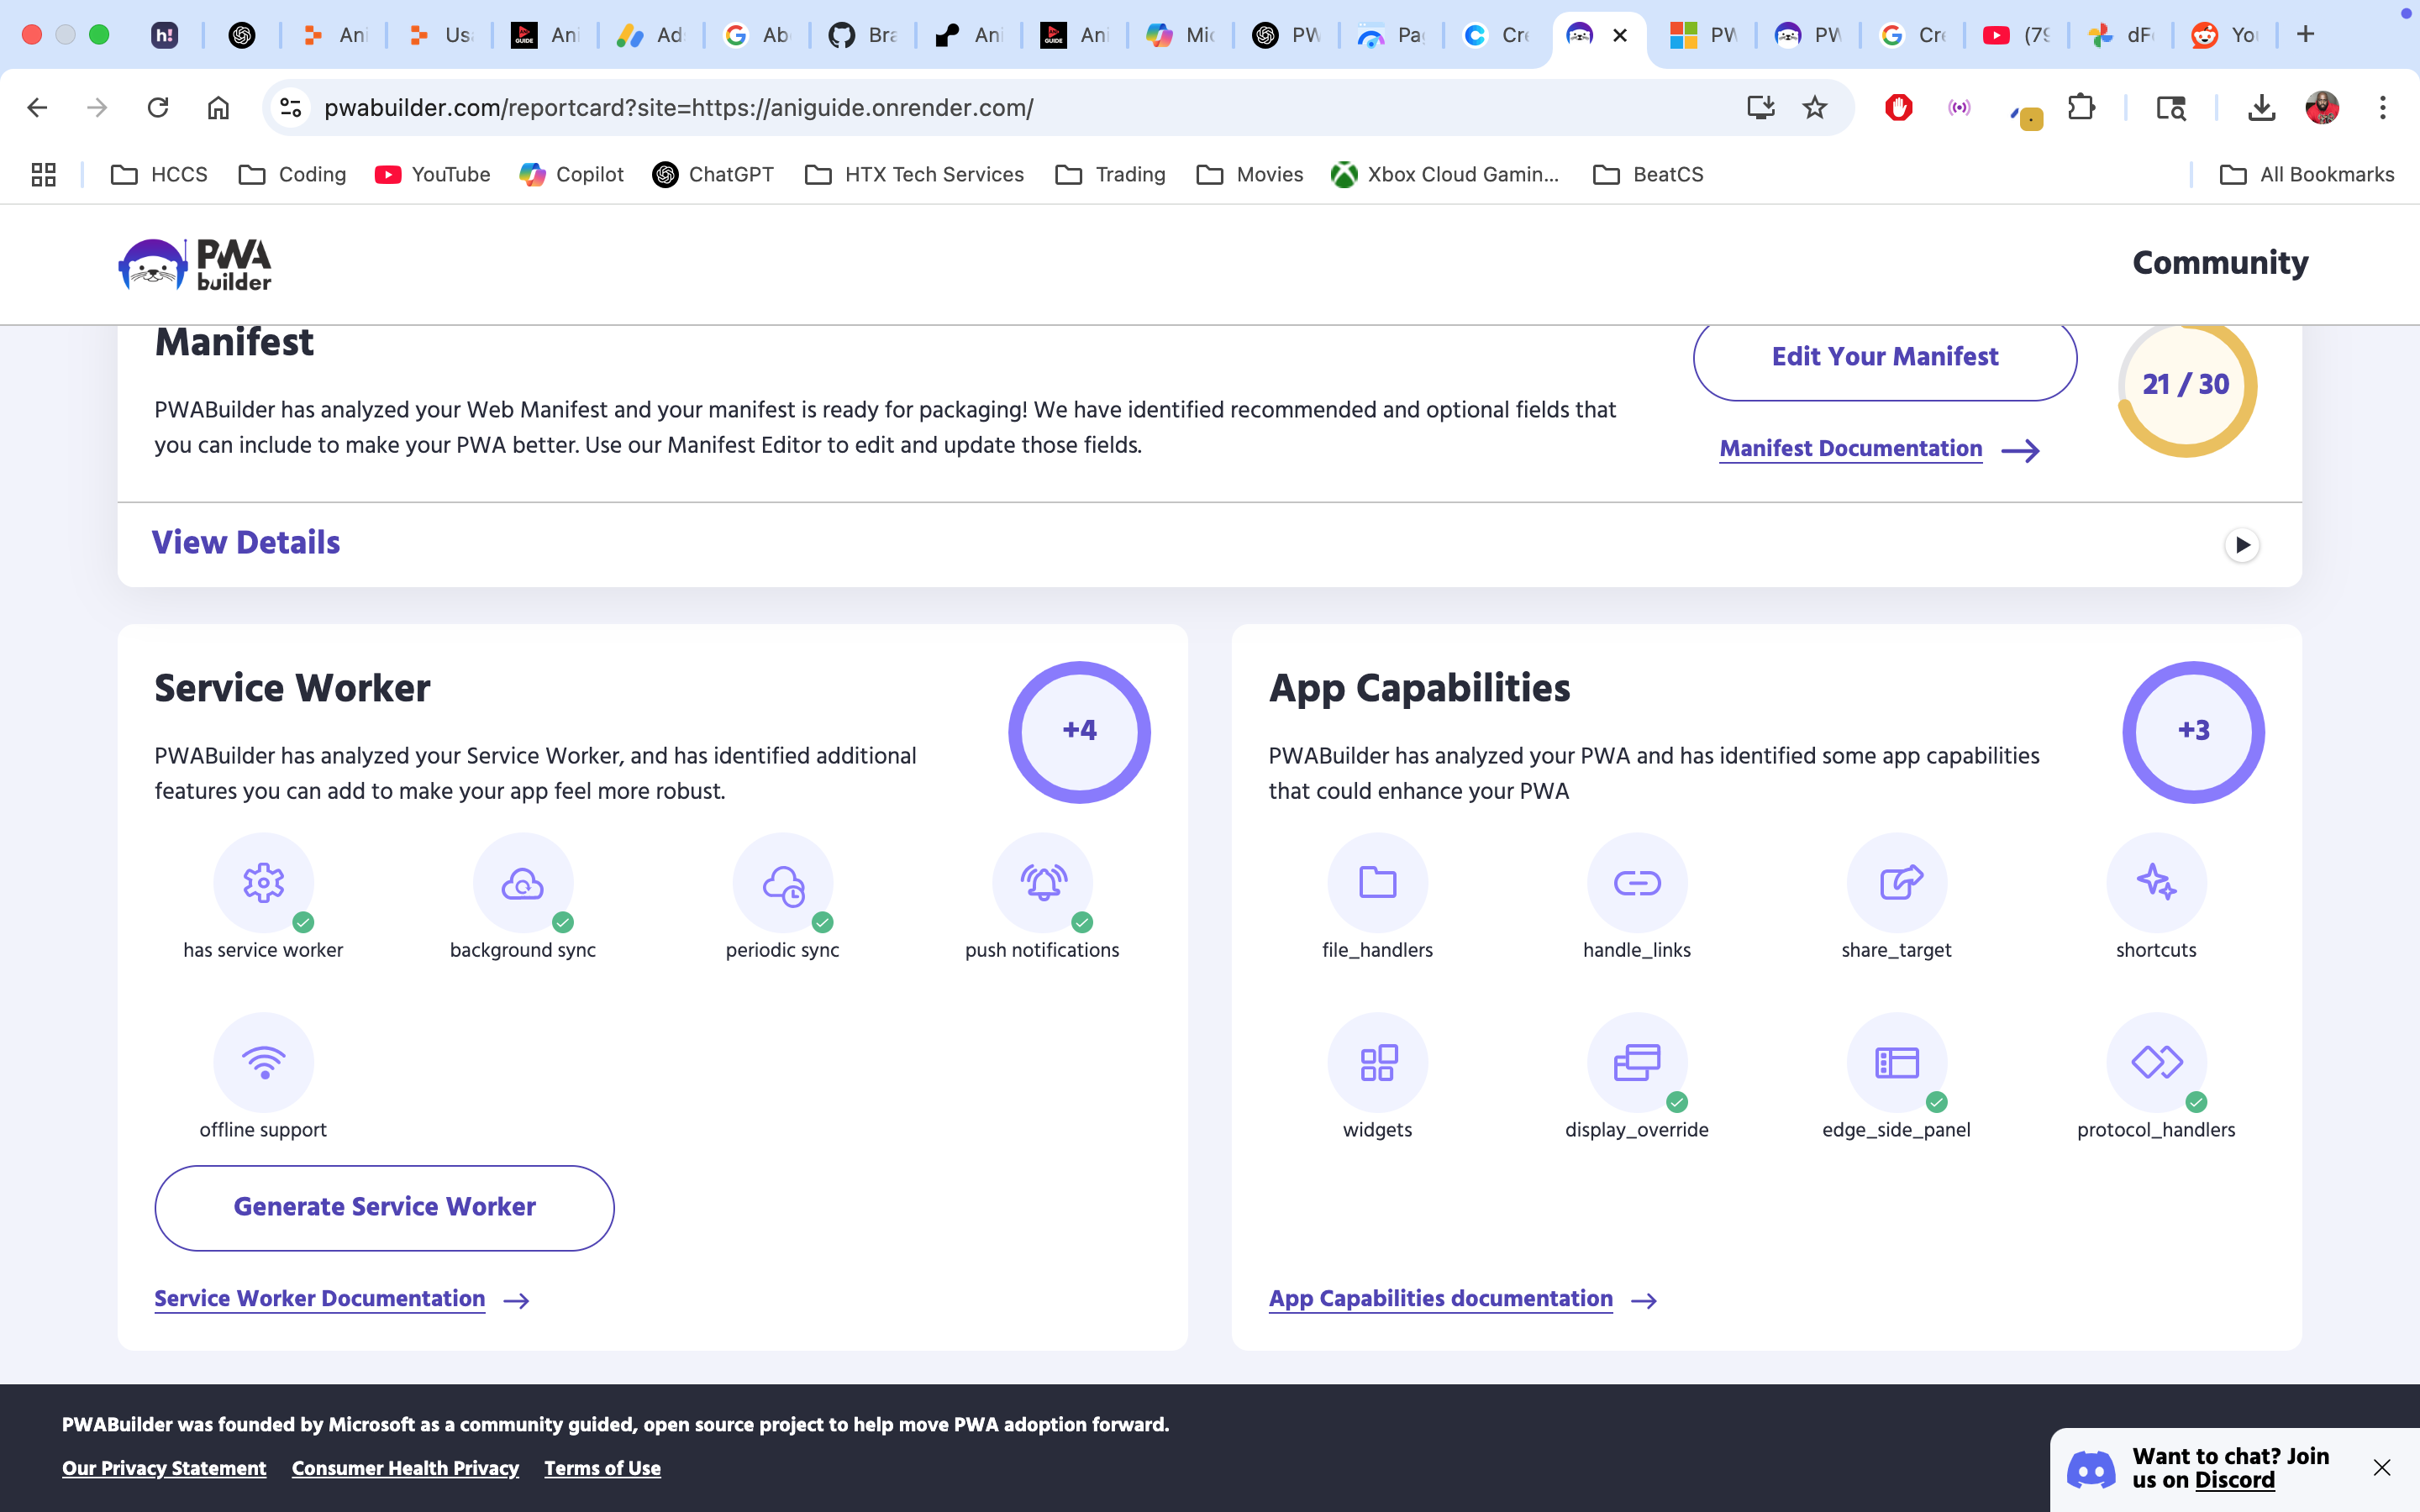 h!
Ani
Us
GUIDE
Ani
Ad
Ab
Bra
Ani
GUIDE
Ani
Mic
PW
Pa
Cre
PW
PW
Cre
(79
dF
You
pwabuilder.com/reportcard?site=https://aniguide.onrender.com/
HCCS
Coding
YouTube
Copilot
ChatGPT
HTX Tech Services
Trading
Movies
Xbox Cloud Gamin...
BeatCS
All Bookmarks
PWA
builder
Community
Manifest
Edit Your Manifest
21 / 30
PWABuilder has analyzed your Web Manifest and your manifest is ready for packaging! We have identified recommended and optional fields that
you can include to make your PWA better. Use our Manifest Editor to edit and update those fields.
Manifest Documentation
View Details
Service Worker
+4
PWABuilder has analyzed your Service Worker, and has identified additional
features you can add to make your app feel more robust.
has service worker
background sync
periodic sync
push notifications
offline support
Generate Service Worker
Service Worker Documentation
App Capabilities
+3
PWABuilder has analyzed your PWA and has identified some app capabilities
that could enhance your PWA
file_handlers
handle_links
share_target
shortcuts
widgets
display_override
edge_side_panel
protocol_handlers
App Capabilities documentation
PWABuilder was founded by Microsoft as a community guided, open source project to help move PWA adoption forward.
Our Privacy Statement
Consumer Health Privacy
Terms of Use
Want to chat? Join
us on Discord